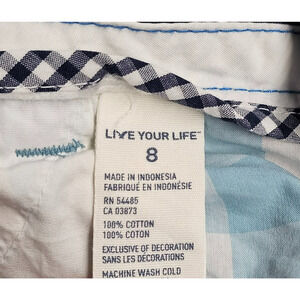 LIVE YOUR LIFE™
8
MADE IN INDONESIA
FABRIQUÉ EN INDONÉSIE
RN 54485
CA 03873
100% COTTON
100% COTON
EXCLUSIVE OF DECORATION
SANS LES DÉCORATIONS
MACHINE WASH COLD